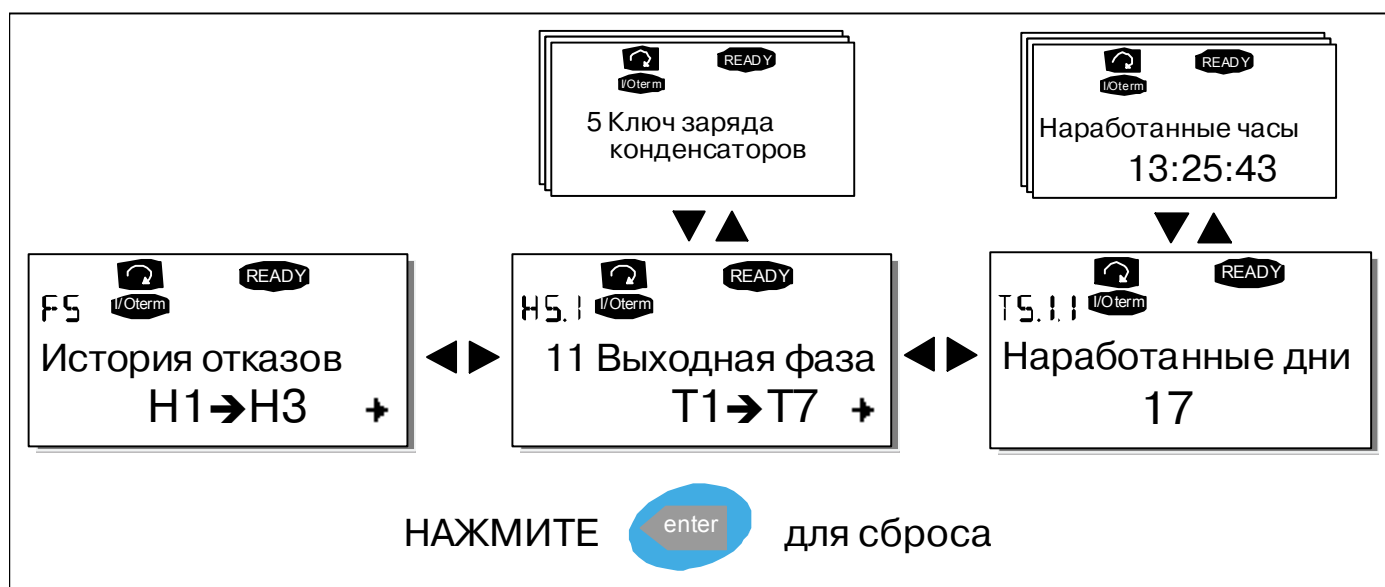 READY
I/Oterm
5 Ключ заряда
конденсаторов
READY
I/Oterm
Наработанные часы
13:25:43
READY
F5 I/Oterm
История отказов
H1➔H3
READY
H5.1 I/Oterm
11 Выходная фаза
T1➔T7
READY
T5.1.1 I/Oterm
Наработанные дни
17
НАЖМИТЕ enter для сброса